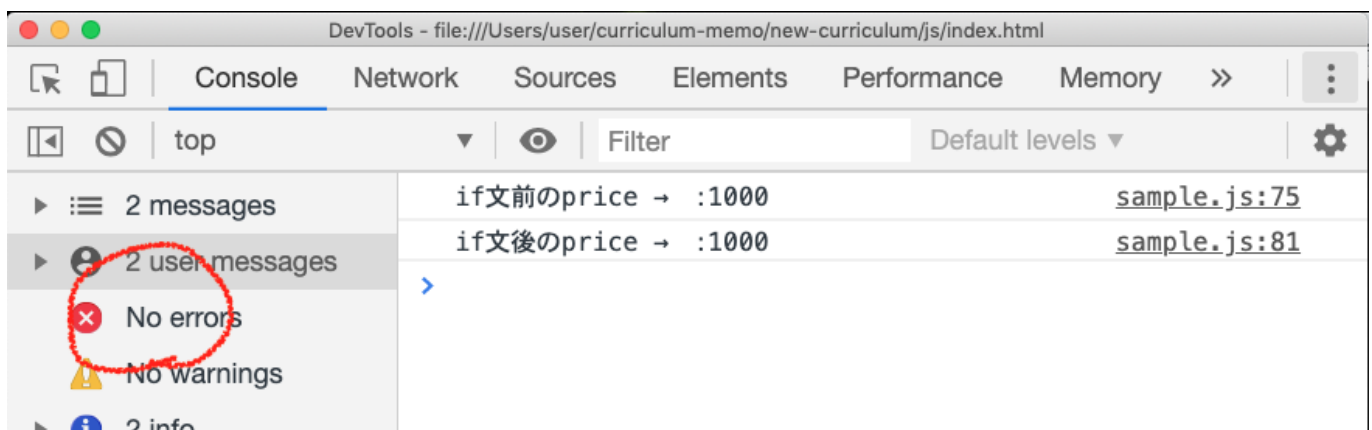 DevTools - file:///Users/user/curriculum-memo/new-curriculum/js/index.html
Console Network Sources Elements Performance Memory »
top ▼ Filter Default levels ▼
2 messages
2 user messages
No errors
No warnings
2 info
if文前のprice → :1000 sample.js:75
if文後のprice → :1000 sample.js:81
>